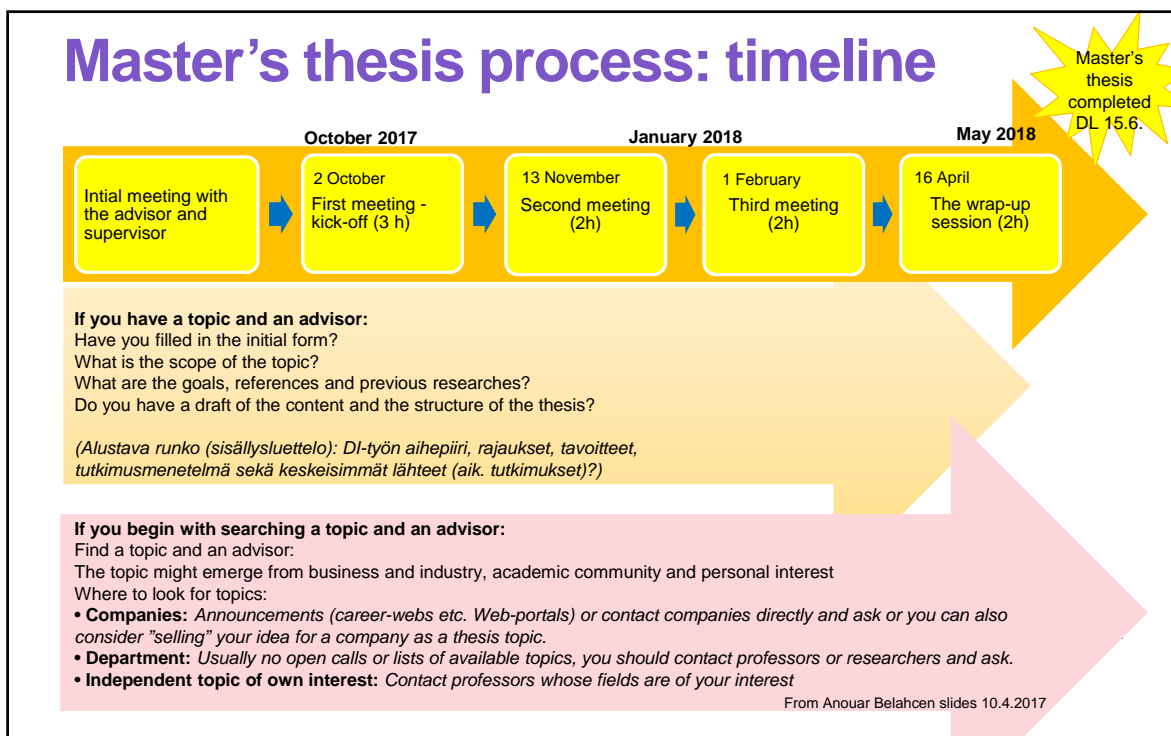 Master’s thesis process: timeline
Master's
thesis
completed
DL 15.6.
October 2017
January 2018
May 2018
Intial meeting with
the advisor and
supervisor
2 October
First meeting -
kick-off (3 h)
13 November
Second meeting
(2h)
1 February
Third meeting
(2h)
16 April
The wrap-up
session (2h)
If you have a topic and an advisor:
Have you filled in the initial form?
What is the scope of the topic?
What are the goals, references and previous researches?
Do you have a draft of the content and the structure of the thesis?
(Alustava runko (sisällysluettelo): DI-työn aihepiiri, rajaukset, tavoitteet,
tutkimusmenetelmä sekä keskeisimmät lähteet (aik. tutkimukset)?)
If you begin with searching a topic and an advisor:
Find a topic and an advisor:
The topic might emerge from business and industry, academic community and personal interest
Where to look for topics:
• Companies: Announcements (career-webs etc. Web-portals) or contact companies directly and ask or you can also
consider ”selling” your idea for a company as a thesis topic.
• Department: Usually no open calls or lists of available topics, you should contact professors or researchers and ask.
• Independent topic of own interest: Contact professors whose fields are of your interest
From Anouar Belahcen slides 10.4.2017